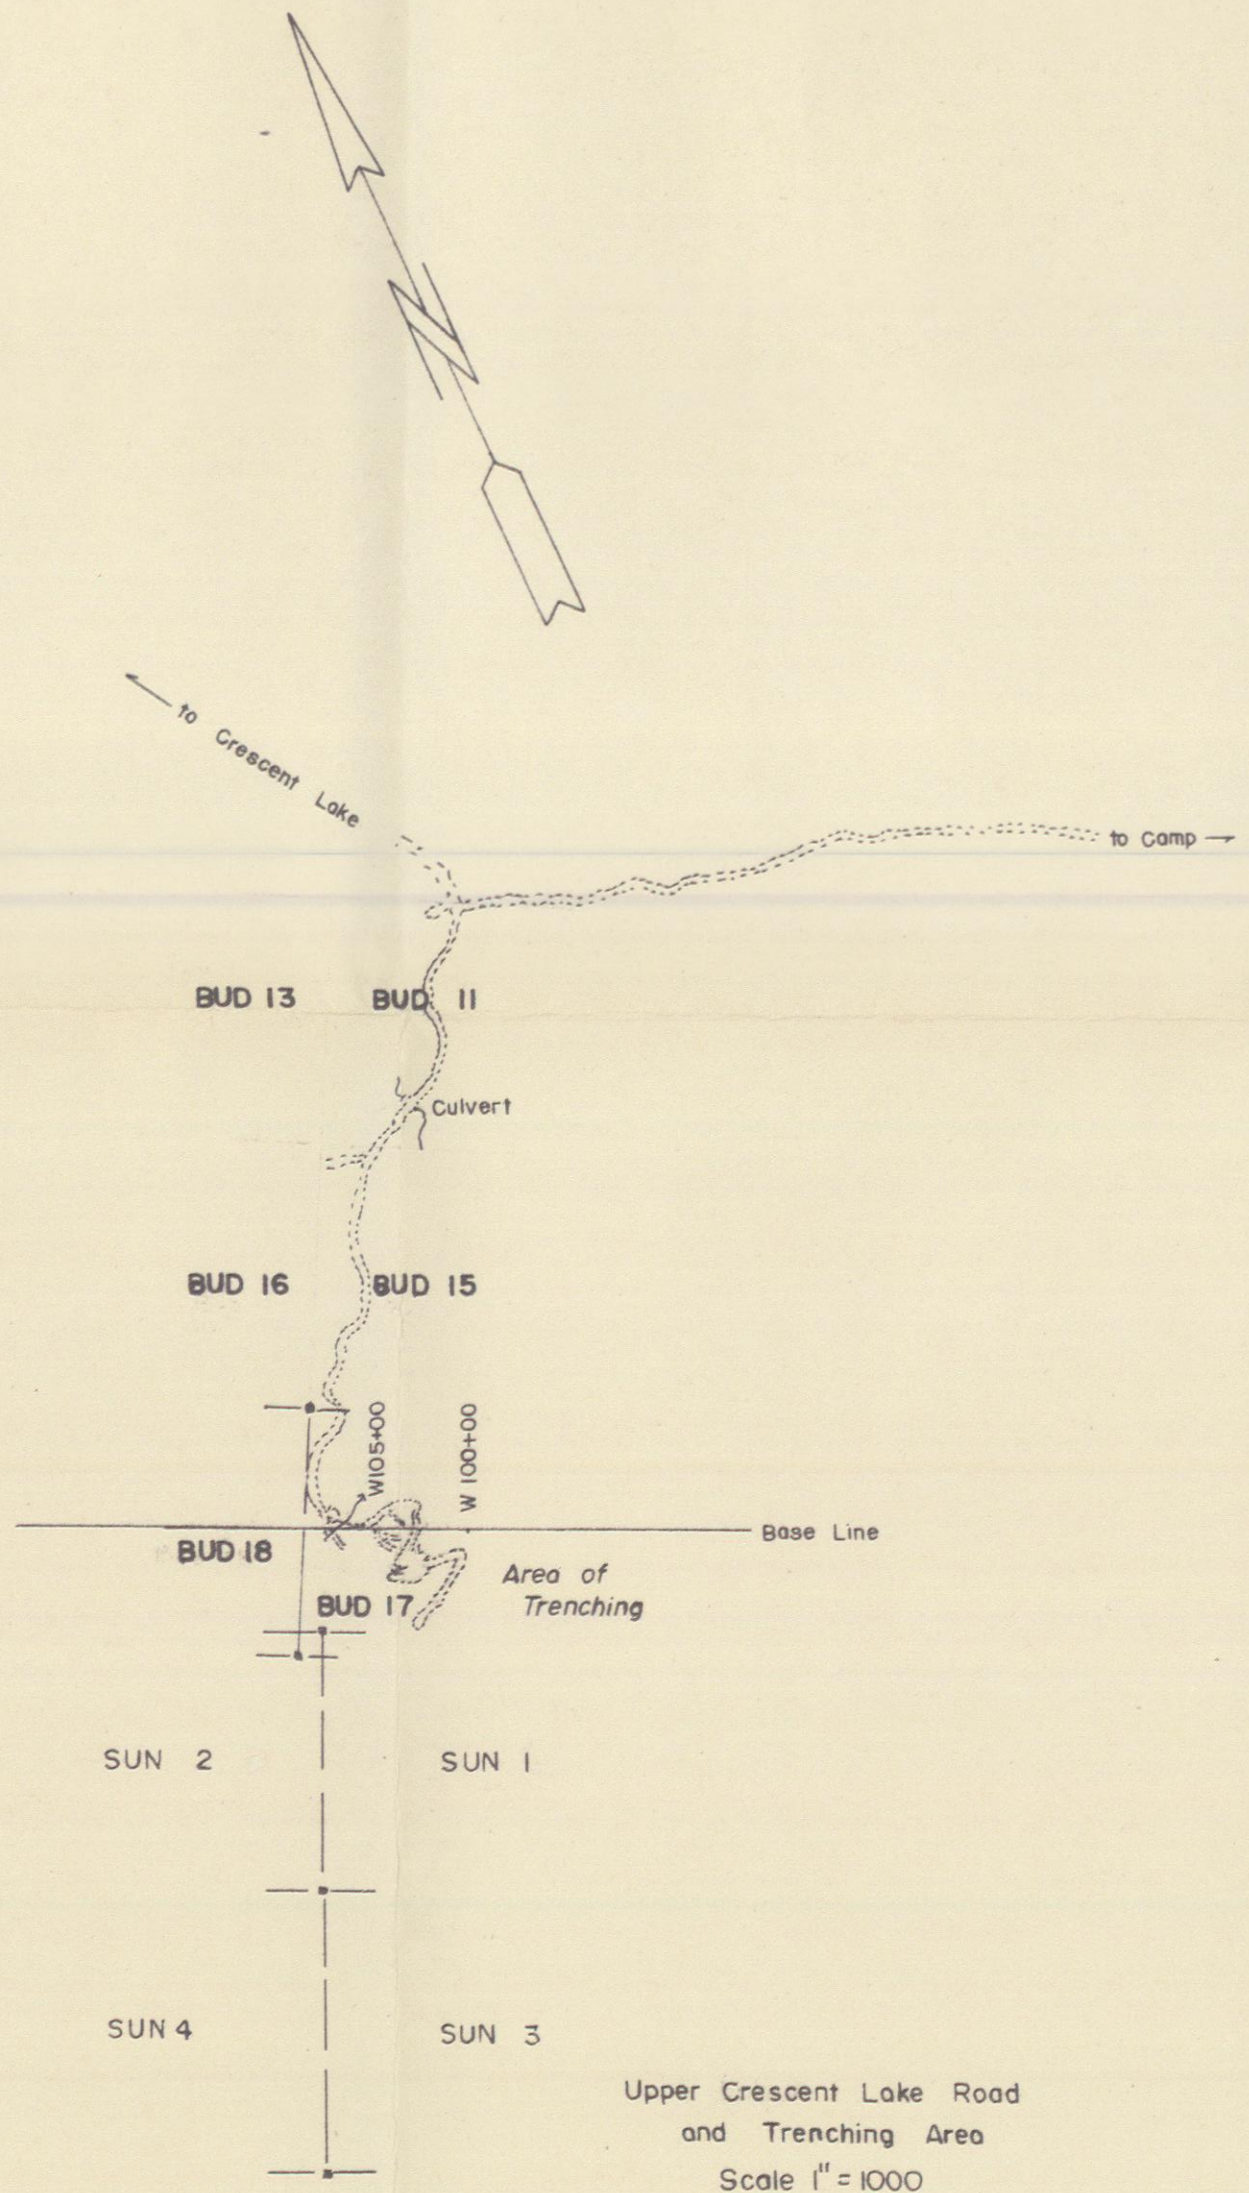 N
to Crescent Lake
to Camp
BUD 13 BUD 11
Culvert
BUD 16 BUD 15
W105+00
W 100+00
Base Line
BUD 18
Area of
Trenching
BUD 17
SUN 2 SUN 1
SUN 4 SUN 3
Upper Crescent Lake Road
and Trenching Area
Scale 1" = 1000